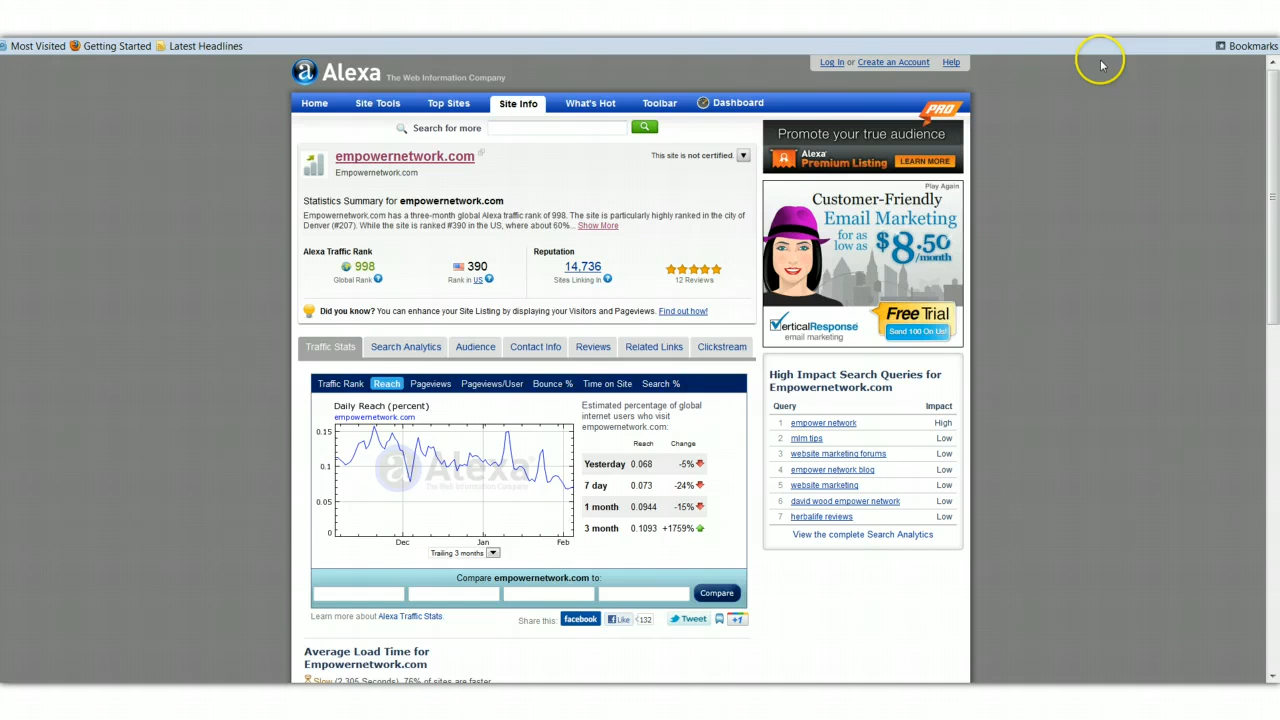 Most Visited Getting Started Latest Headlines Bookmarks
Alexa The Web Information Company
Log In or Create an Account Help
Home Site Tools Top Sites Site Info What's Hot Toolbar Dashboard
PRO
Search for more
Promote your true audience
Alexa
Premium Listing LEARN MORE
empowernetwork.com
Empowernetwork.com
This site is not certified.
Statistics Summary for empowernetwork.com
Empowernetwork.com has a three-month global Alexa traffic rank of 998. The site is particularly highly ranked in the city of
Denver (#207). While the site is ranked #390 in the US, where about 60%... Show More
Alexa Traffic Rank
998
Global Rank ?
390
Rank in US ?
Reputation
14,736
Sites Linking In ?
12 Reviews
Did you know? You can enhance your Site Listing by displaying your Visitors and Pageviews. Find out how!
Play Again
Customer-Friendly
Email Marketing
for as
low as $8.50
/month
VerticalResponse
email marketing
Free Trial
Send 100 On Us!
Traffic Stats Search Analytics Audience Contact Info Reviews Related Links Clickstream
Traffic Rank Reach Pageviews Pageviews/User Bounce % Time on Site Search %
Daily Reach (percent)
empowernetwork.com
0.15
0.1
0.05
0
Dec Jan Feb
Alexa
The Web Information Company
Trailing 3 months
Estimated percentage of global
internet users who visit
empowernetwork.com:
Reach Change
Yesterday 0.068 -5%
7 day 0.073 -24%
1 month 0.0944 -15%
3 month 0.1093 +1759%
Compare empowernetwork.com to:
Compare
Learn more about Alexa Traffic Stats.
Share this: facebook Like 132 Tweet +1
High Impact Search Queries for
Empowernetwork.com
Query Impact
1 empower network High
2 mlm tips Low
3 website marketing forums Low
4 empower network blog Low
5 website marketing Low
6 david wood empower network Low
7 herbalife reviews Low
View the complete Search Analytics
Average Load Time for
Empowernetwork.com
Slow (2.305 Seconds), 76% of sites are faster.